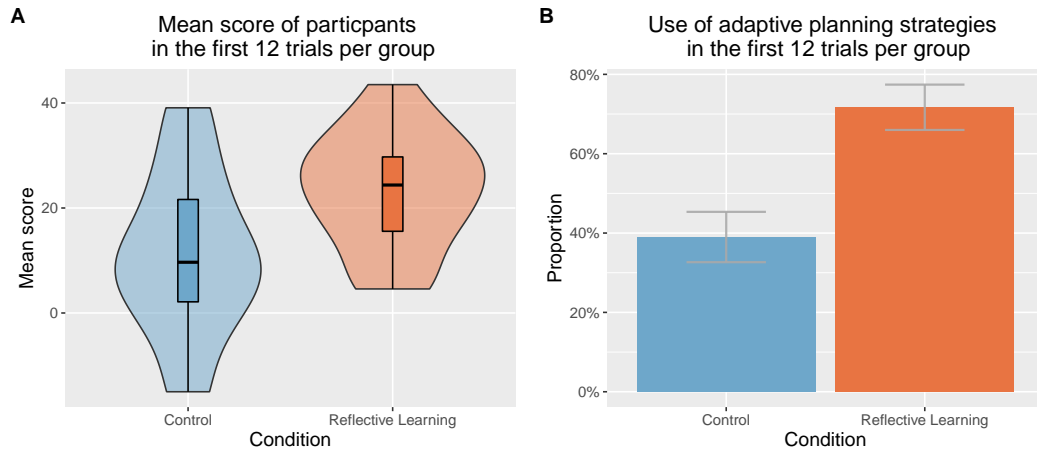 A
Mean score of particpants
in the first 12 trials per group
Mean score
40
20
0
Control
Reflective Learning
Condition
B
Use of adaptive planning strategies
in the first 12 trials per group
Proportion
80%
60%
40%
20%
0%
Control
Reflective Learning
Condition